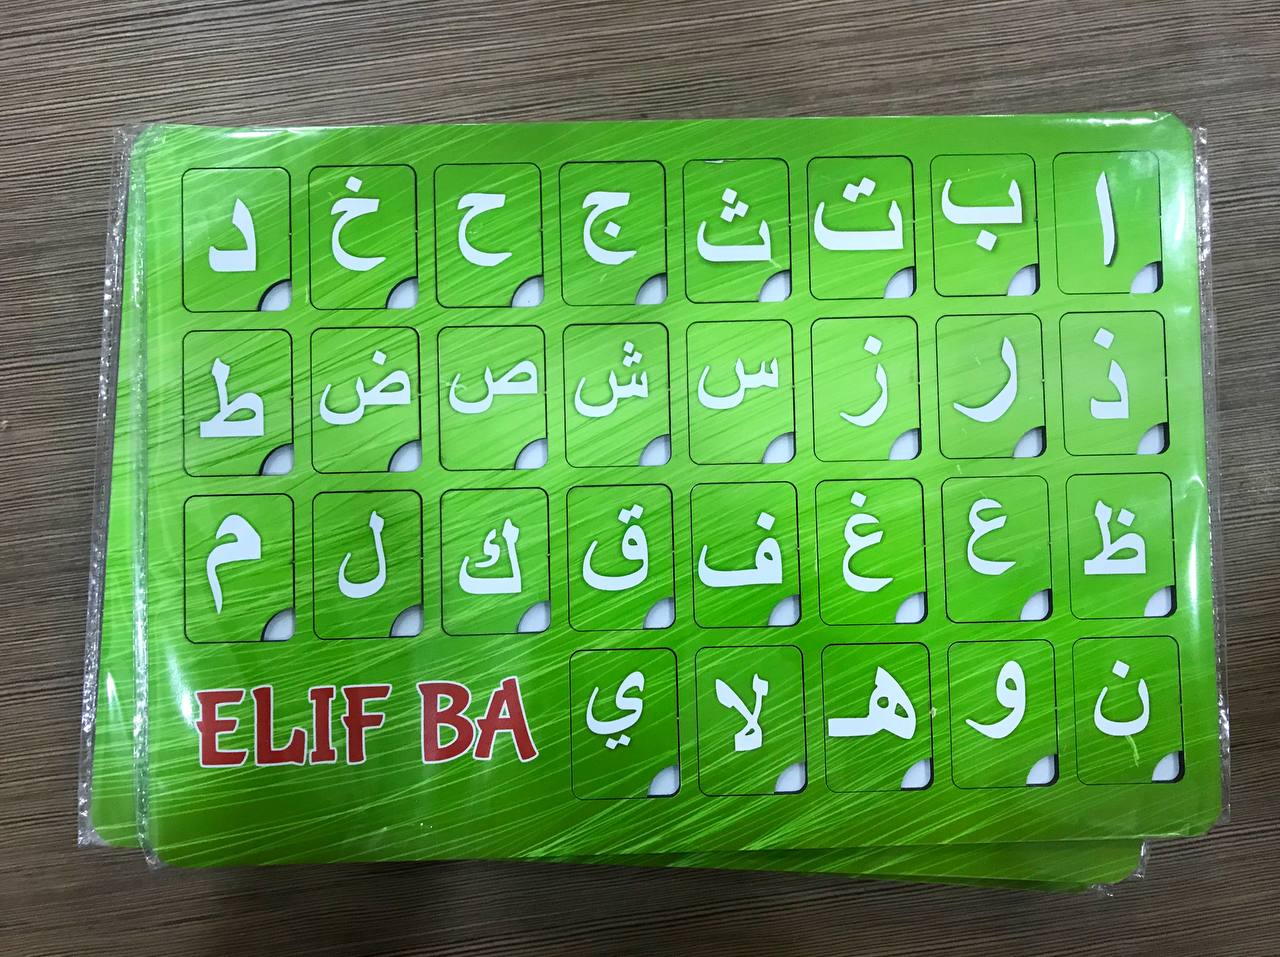 ا ب ت ث ج ح خ د
ذ ر ز س ش ص ض ط
ظ ع غ ف ق ك ل م
ن و هـ لا ي
ELIF BA